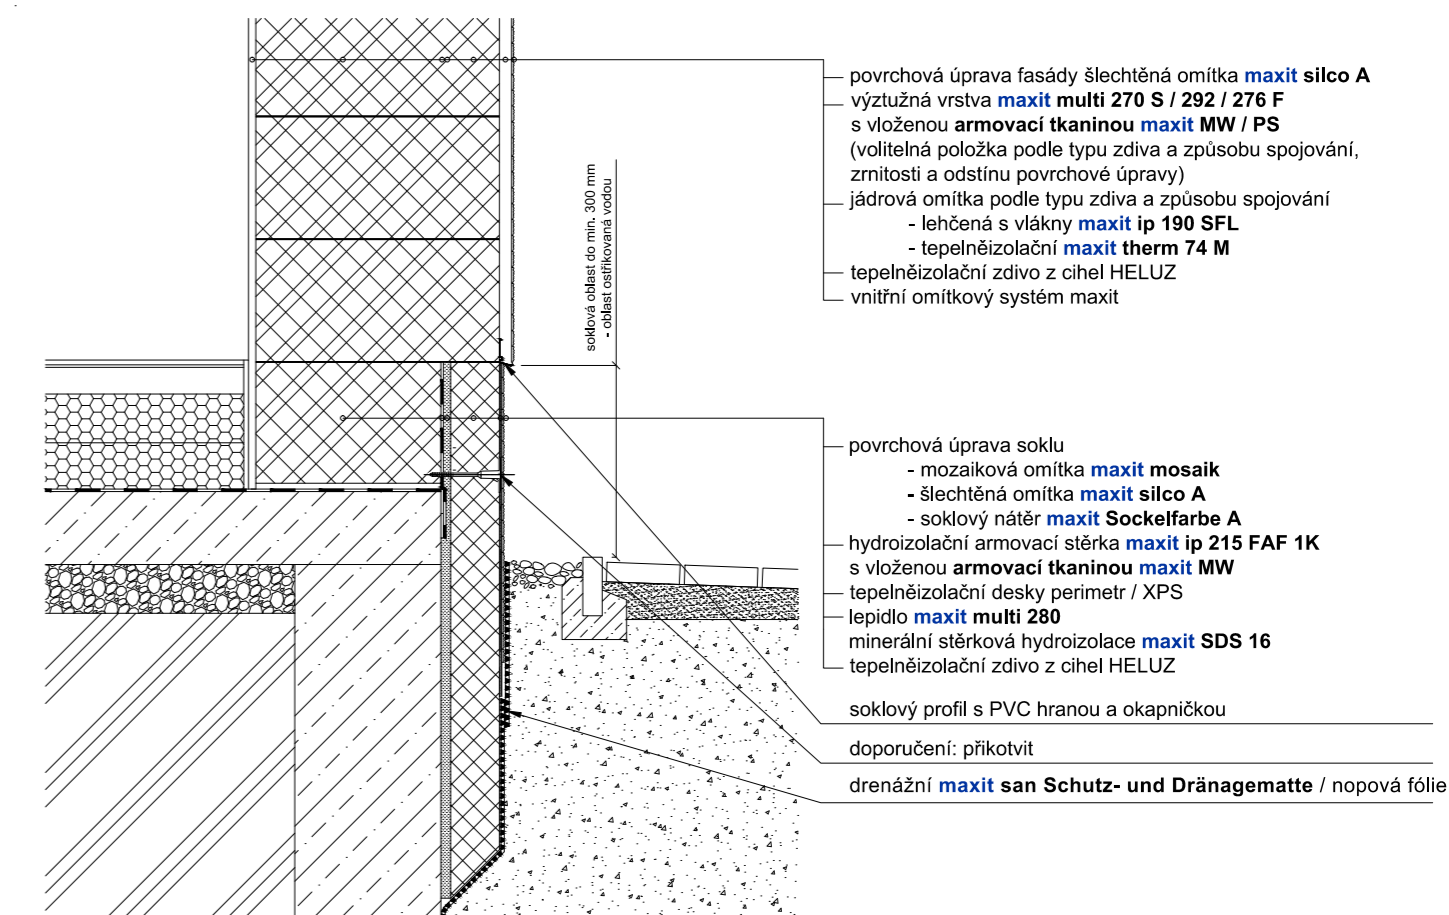 povrchová úprava fasády šlechtěná omítka maxit silco A
výztužná vrstva maxit multi 270 S / 292 / 276 F
s vloženou armovací tkaninou maxit MW / PS
(volitelná položka podle typu zdiva a způsobu spojování,
zrnitosti a odstínu povrchové úpravy)
jádrová omítka podle typu zdiva a způsobu spojování
- lehčená s vlákny maxit ip 190 SFL
- tepelněizolační maxit therm 74 M
tepelněizolační zdivo z cihel HELUZ
vnitřní omítkový systém maxit
soklová oblast do min. 300 mm
- oblast ostřikovaná vodou
povrchová úprava soklu
- mozaiková omítka maxit mosaik
- šlechtěná omítka maxit silco A
- soklový nátěr maxit Sockelfarbe A
hydroizolační armovací stěrka maxit ip 215 FAF 1K
s vloženou armovací tkaninou maxit MW
tepelněizolační desky perimetr / XPS
lepidlo maxit multi 280
minerální stěrková hydroizolace maxit SDS 16
tepelněizolační zdivo z cihel HELUZ
soklový profil s PVC hranou a okapničkou
doporučení: přikotvit
drenážní maxit san Schutz- und Dränagematte / nopová fólie